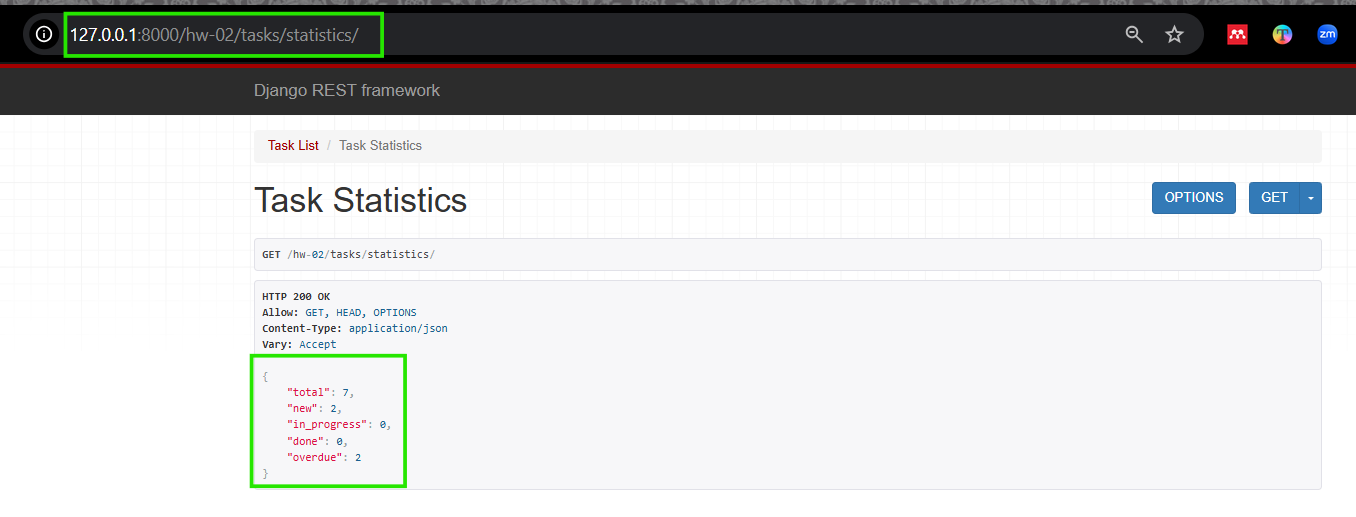 127.0.0.1:8000/hw-02/tasks/statistics/
zm
Django REST framework
Task List / Task Statistics
Task Statistics
OPTIONS
GET
GET /hw-02/tasks/statistics/
HTTP 200 OK
Allow: GET, HEAD, OPTIONS
Content-Type: application/json
Vary: Accept
{
    "total": 7,
    "new": 2,
    "in_progress": 0,
    "done": 0,
    "overdue": 2
}